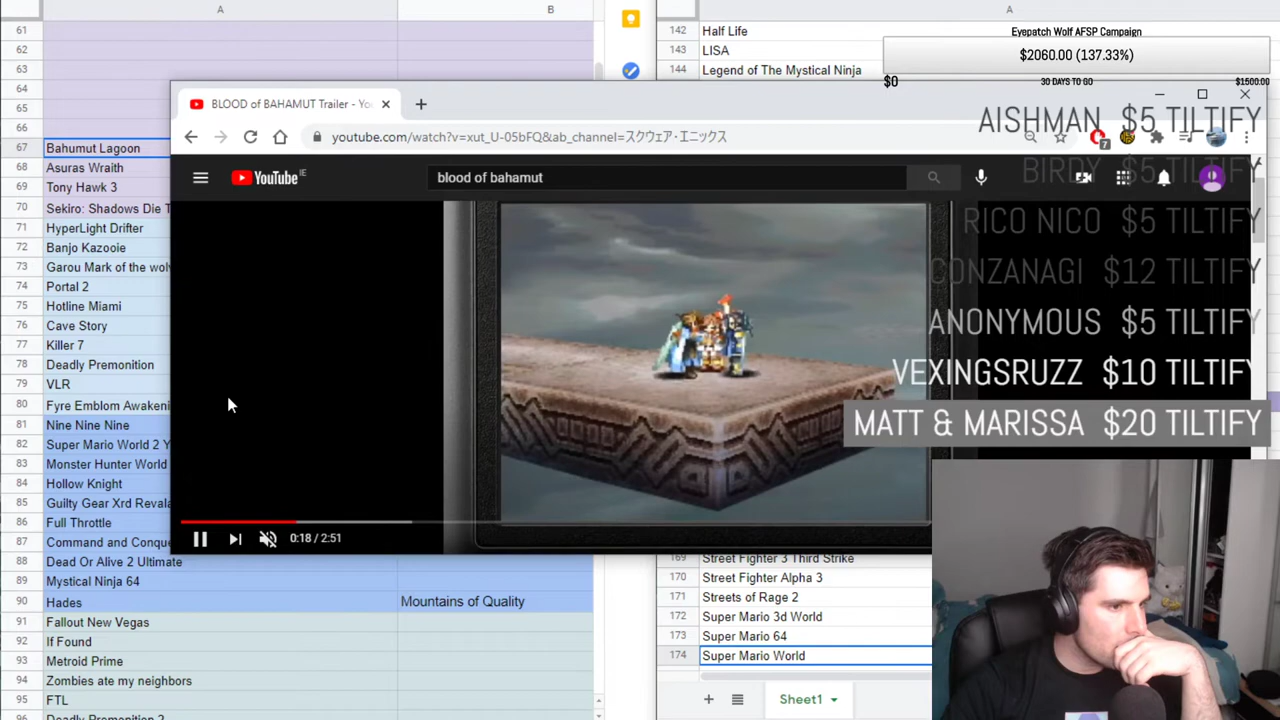 A
B
A
61
62
63
64
65
66
67 Bahumut Lagoon
68 Asuras Wraith
69 Tony Hawk 3
70 Sekiro: Shadows Die T
71 HyperLight Drifter
72 Banjo Kazooie
73 Garou Mark of the wolv
74 Portal 2
75 Hotline Miami
76 Cave Story
77 Killer 7
78 Deadly Premonition
79 VLR
80 Fyre Emblom Awakeni
81 Nine Nine Nine
82 Super Mario World 2 Y
83 Monster Hunter World
84 Hollow Knight
85 Guilty Gear Xrd Revala
86 Full Throttle
87 Command and Conque
88 Dead Or Alive 2 Ultimate
89 Mystical Ninja 64
90 Hades Mountains of Quality
91 Fallout New Vegas
92 If Found
93 Metroid Prime
94 Zombies ate my neighbors
95 FTL
96 Deadly Premonition 2
142 Half Life
143 LISA
144 Legend of The Mystical Ninja
Eyepatch Wolf AFSP Campaign
$2060.00 (137.33%)
$0 30 DAYS TO GO $1500.00
BLOOD of BAHAMUT Trailer - You
youtube.com/watch?v=xut_U-05bFQ&ab_channel=スクウェア・エニックス
7
YouTube IE
blood of bahamut
AISHMAN $5 TILTIFY
BIRDY $5 TILTIFY
RICO NICO $5 TILTIFY
CONZANAGI $12 TILTIFY
ANONYMOUS $5 TILTIFY
VEXINGSRUZZ $10 TILTIFY
MATT & MARISSA $20 TILTIFY
0:18 / 2:51
169 Street Fighter 3 Third Strike
170 Street Fighter Alpha 3
171 Streets of Rage 2
172 Super Mario 3d World
173 Super Mario 64
174 Super Mario World
Sheet1